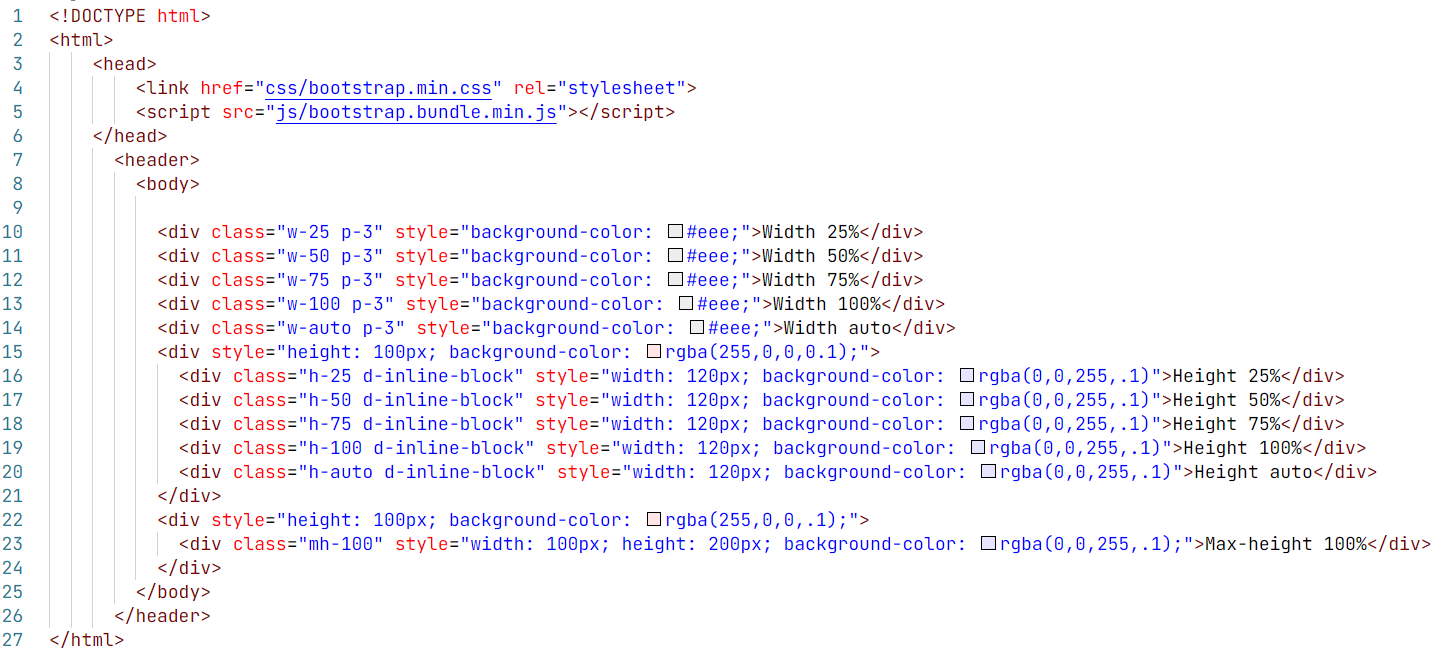 1 <!DOCTYPE html>
2 <html>
3 <head>
4 <link href="css/bootstrap.min.css" rel="stylesheet">
5 <script src="js/bootstrap.bundle.min.js"></script>
6 </head>
7 <header>
8 <body>
9
10 <div class="w-25 p-3" style="background-color: #eee;">Width 25%</div>
11 <div class="w-50 p-3" style="background-color: #eee;">Width 50%</div>
12 <div class="w-75 p-3" style="background-color: #eee;">Width 75%</div>
13 <div class="w-100 p-3" style="background-color: #eee;">Width 100%</div>
14 <div class="w-auto p-3" style="background-color: #eee;">Width auto</div>
15 <div style="height: 100px; background-color: rgba(255,0,0,0.1);">
16 <div class="h-25 d-inline-block" style="width: 120px; background-color: rgba(0,0,255,.1)">Height 25%</div>
17 <div class="h-50 d-inline-block" style="width: 120px; background-color: rgba(0,0,255,.1)">Height 50%</div>
18 <div class="h-75 d-inline-block" style="width: 120px; background-color: rgba(0,0,255,.1)">Height 75%</div>
19 <div class="h-100 d-inline-block" style="width: 120px; background-color: rgba(0,0,255,.1)">Height 100%</div>
20 <div class="h-auto d-inline-block" style="width: 120px; background-color: rgba(0,0,255,.1)">Height auto</div>
21 </div>
22 <div style="height: 100px; background-color: rgba(255,0,0,.1);">
23 <div class="mh-100" style="width: 100px; height: 200px; background-color: rgba(0,0,255,.1);">Max-height 100%</div>
24 </div>
25 </body>
26 </header>
27 </html>